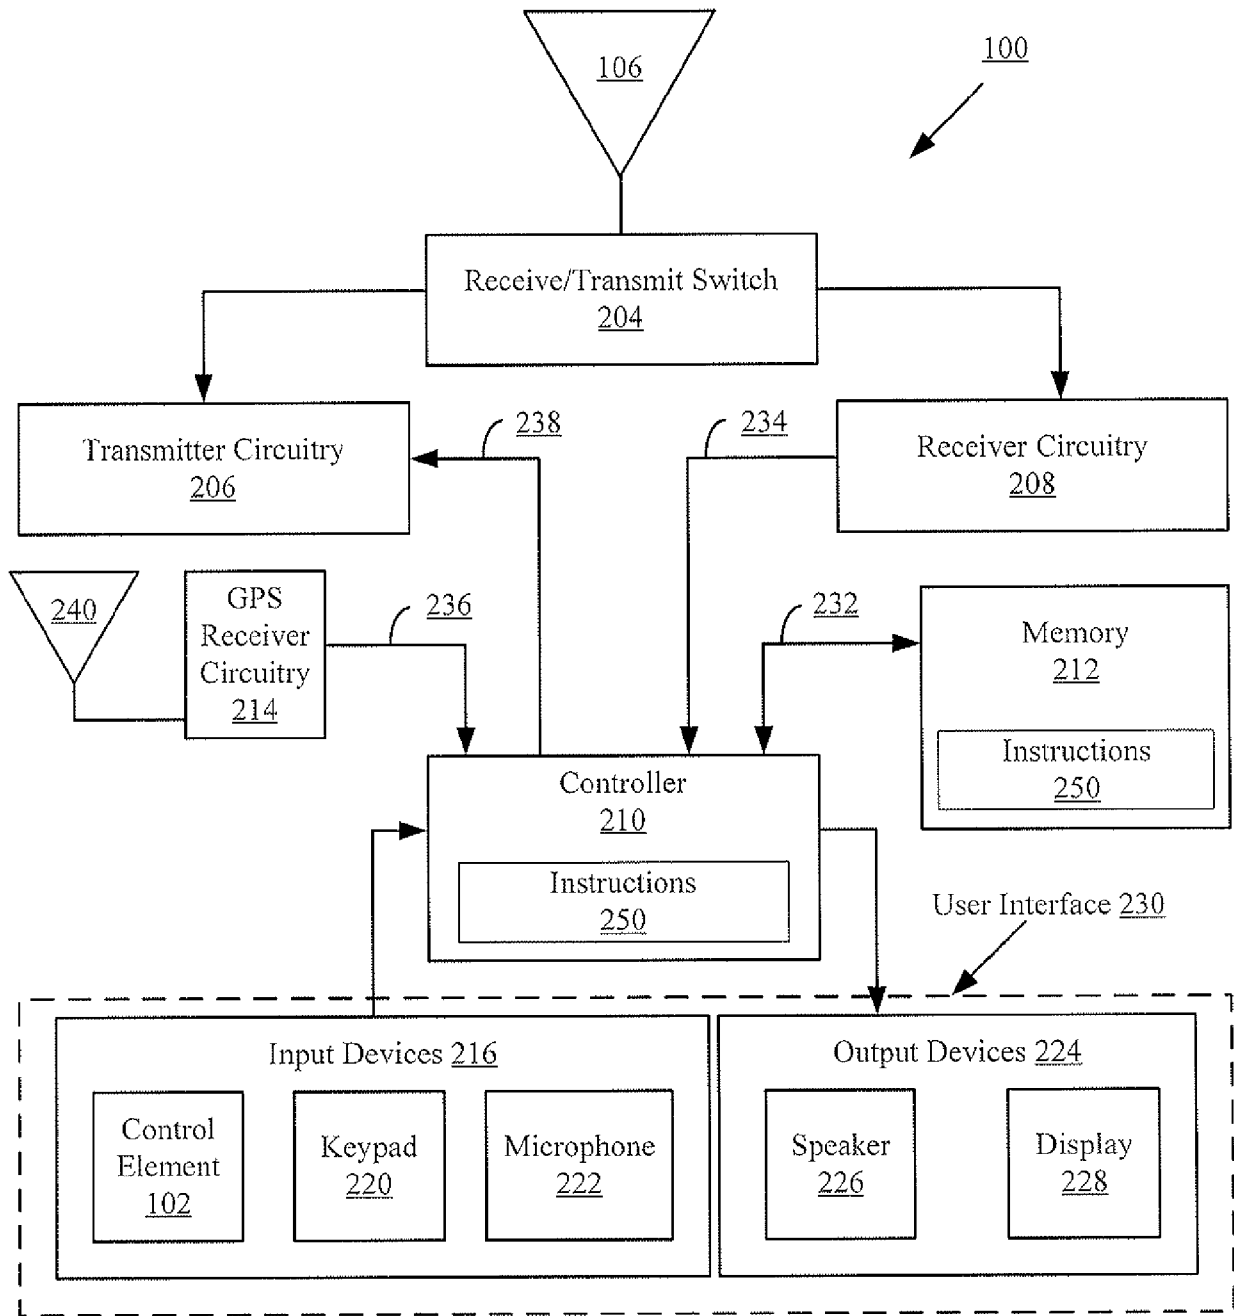 106
100
Receive/Transmit Switch
204
Transmitter Circuitry
206
238
234
Receiver Circuitry
208
240
GPS
Receiver
Circuitry
214
236
232
Memory
212
Instructions
250
Controller
210
Instructions
250
User Interface 230
Input Devices 216
Control
Element
102
Keypad
220
Microphone
222
Output Devices 224
Speaker
226
Display
228